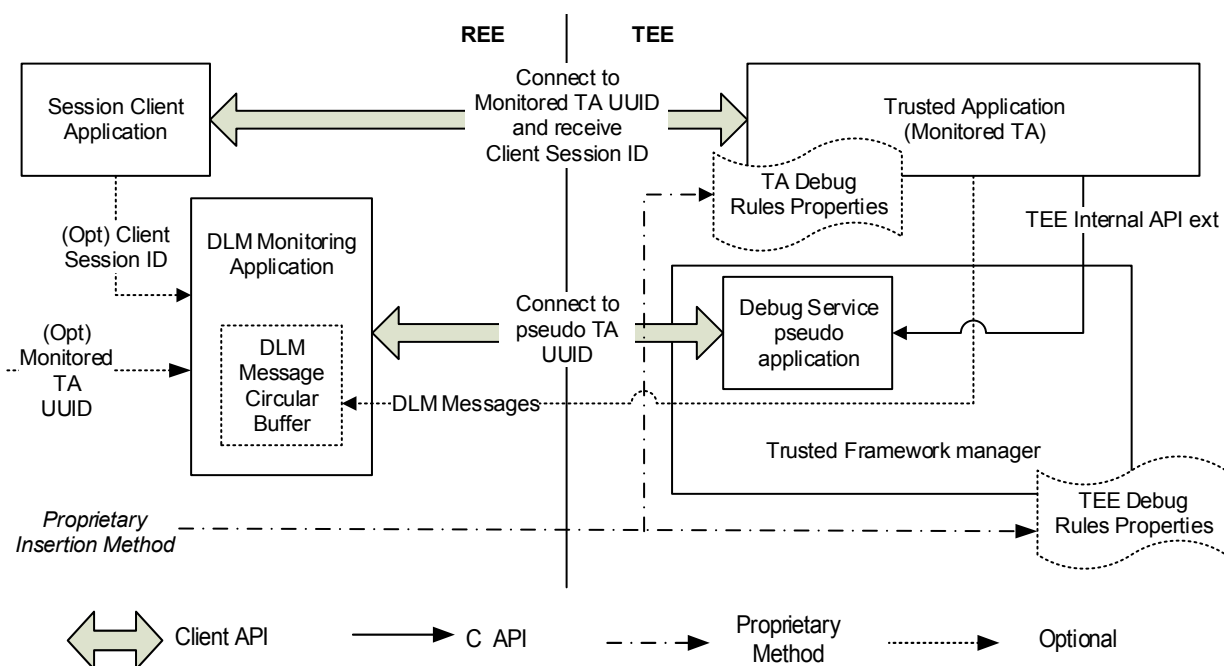 REE
TEE
Session Client
Application
Connect to
Monitored TA UUID
and receive
Client Session ID
Trusted Application
(Monitored TA)
TA Debug
Rules Properties
TEE Internal API ext
(Opt) Client
Session ID
DLM Monitoring
Application
Connect to
pseudo TA
UUID
Debug Service
pseudo
application
(Opt)
Monitored
TA
UUID
DLM
Message
Circular
Buffer
DLM Messages
Trusted Framework manager
TEE Debug
Rules Properties
Proprietary
Insertion Method
Client API
C API
Proprietary
Method
Optional